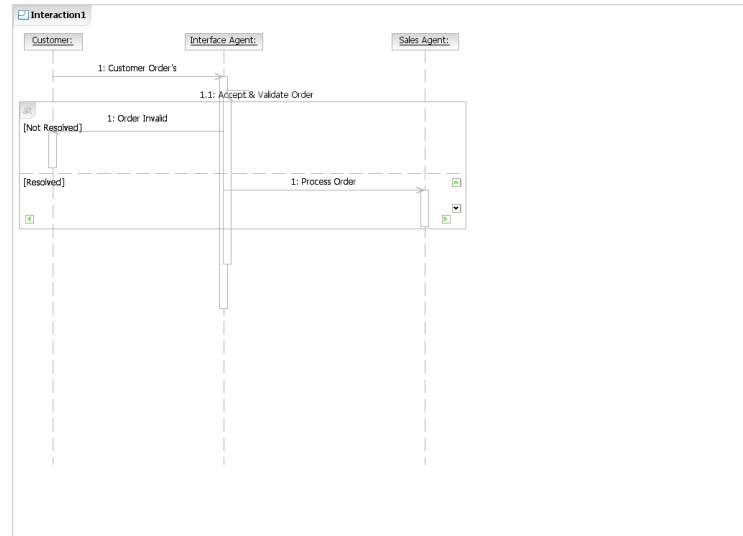 Interaction1
Customer: Interface Agent: Sales Agent:
1: Customer Order's
1.1: Accept & Validate Order
alt
1: Order Invalid
[Not Resolved]
[Resolved]
1: Process Order